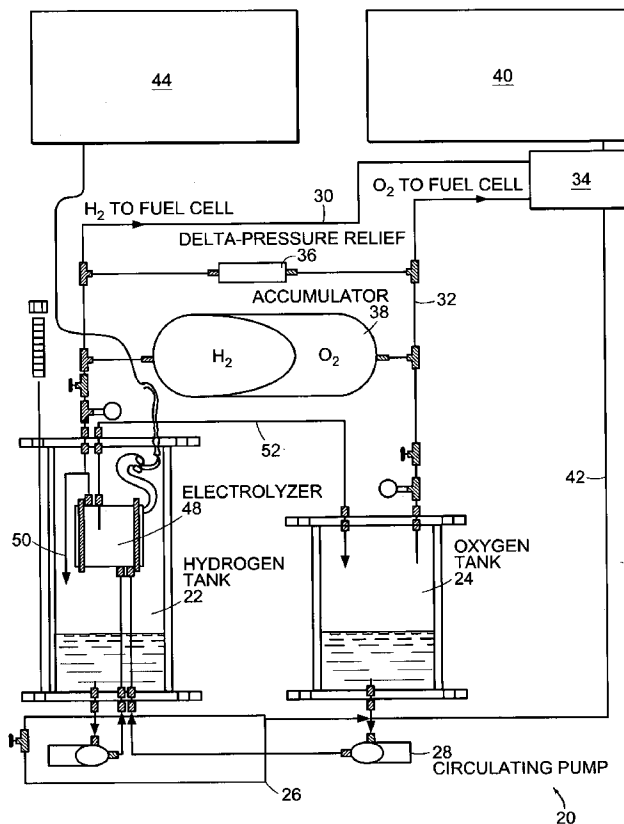 44
40
34
H₂ TO FUEL CELL
30
O₂ TO FUEL CELL
DELTA-PRESSURE RELIEF
36
32
ACCUMULATOR
38
H₂
O₂
52
42
ELECTROLYZER
48
50
HYDROGEN
TANK
22
OXYGEN
TANK
24
28
26
CIRCULATING PUMP
20